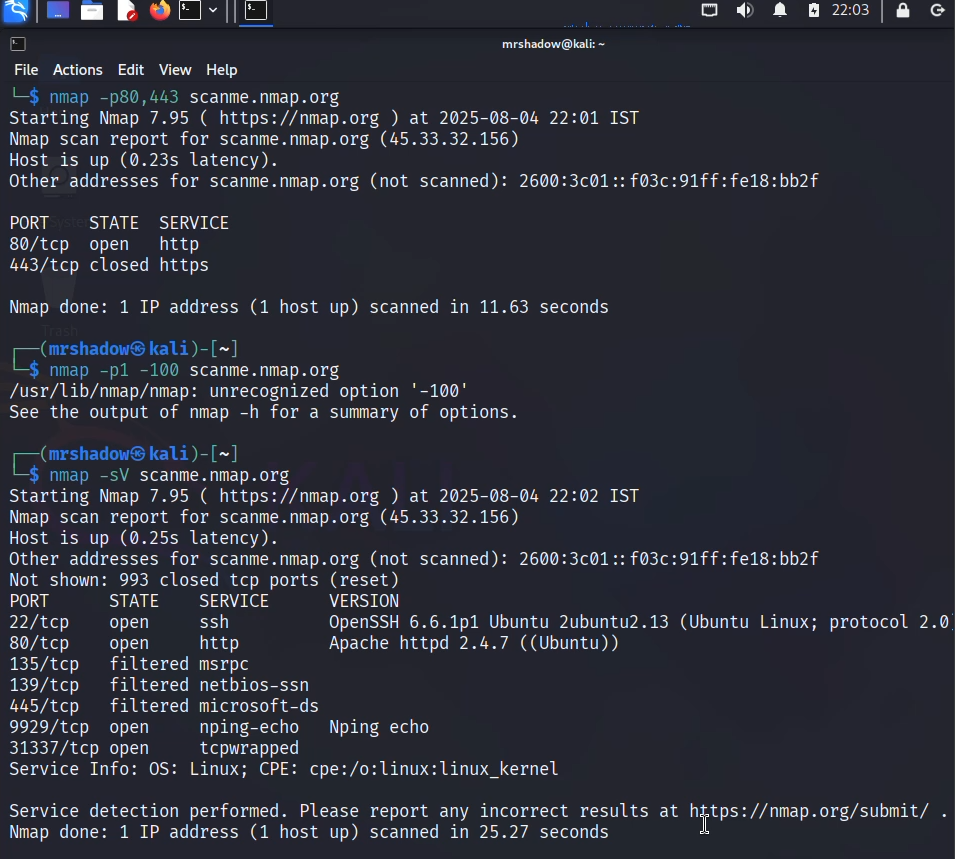 22:03
mrshadow@kali: ~
File Actions Edit View Help
└─$ nmap -p80,443 scanme.nmap.org
Starting Nmap 7.95 ( https://nmap.org ) at 2025-08-04 22:01 IST
Nmap scan report for scanme.nmap.org (45.33.32.156)
Host is up (0.23s latency).
Other addresses for scanme.nmap.org (not scanned): 2600:3c01::f03c:91ff:fe18:bb2f
PORT    STATE  SERVICE
80/tcp  open   http
443/tcp closed https
Nmap done: 1 IP address (1 host up) scanned in 11.63 seconds
Trash
┌──(mrshadow㉿kali)-[~]
└─$ nmap -p1 -100 scanme.nmap.org
/usr/lib/nmap/nmap: unrecognized option '-100'
See the output of nmap -h for a summary of options.
┌──(mrshadow㉿kali)-[~]
└─$ nmap -sV scanme.nmap.org
Starting Nmap 7.95 ( https://nmap.org ) at 2025-08-04 22:02 IST
Nmap scan report for scanme.nmap.org (45.33.32.156)
Host is up (0.25s latency).
Other addresses for scanme.nmap.org (not scanned): 2600:3c01::f03c:91ff:fe18:bb2f
Not shown: 993 closed tcp ports (reset)
PORT      STATE    SERVICE      VERSION
22/tcp    open     ssh          OpenSSH 6.6.1p1 Ubuntu 2ubuntu2.13 (Ubuntu Linux; protocol 2.0
80/tcp    open     http         Apache httpd 2.4.7 ((Ubuntu))
135/tcp   filtered msrpc
139/tcp   filtered netbios-ssn
445/tcp   filtered microsoft-ds
9929/tcp  open     nping-echo   Nping echo
31337/tcp open     tcpwrapped
Service Info: OS: Linux; CPE: cpe:/o:linux:linux_kernel
Service detection performed. Please report any incorrect results at https://nmap.org/submit/ .
Nmap done: 1 IP address (1 host up) scanned in 25.27 seconds